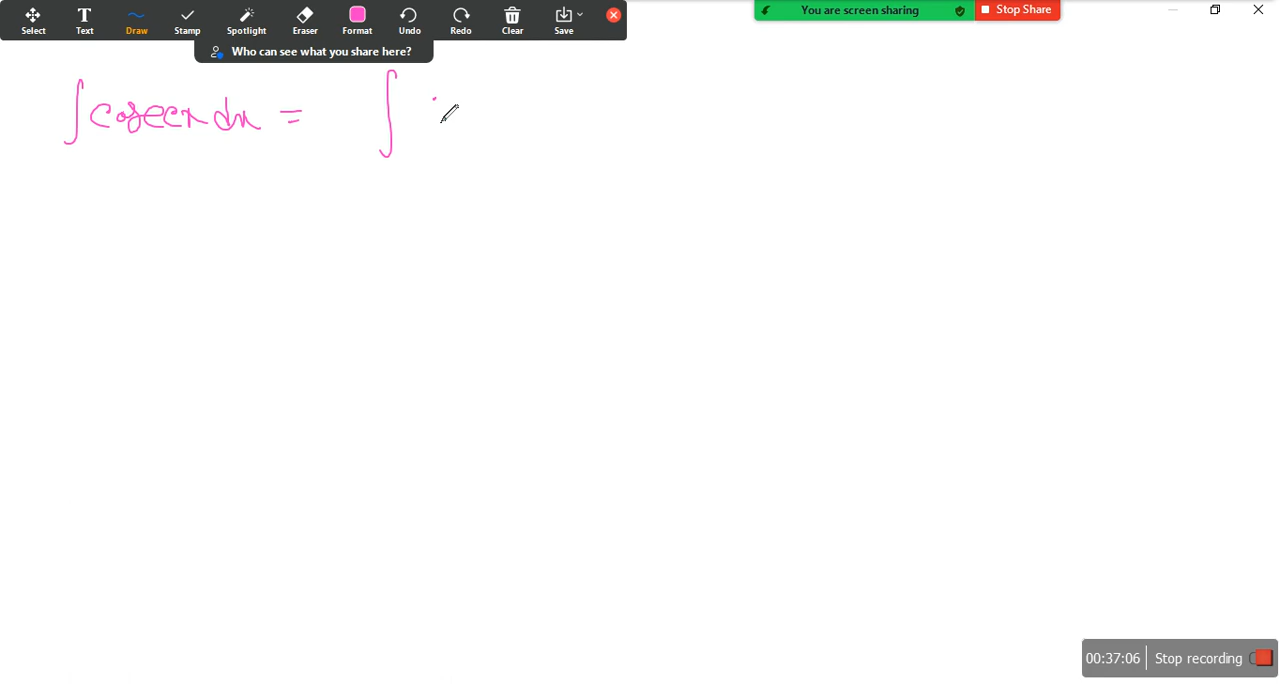 Select Text Draw Stamp Spotlight Eraser Format Undo Redo Clear Save
You are screen sharing Stop Share
Who can see what you share here?
∫cosecx dx = ∫
00:37:06 Stop recording